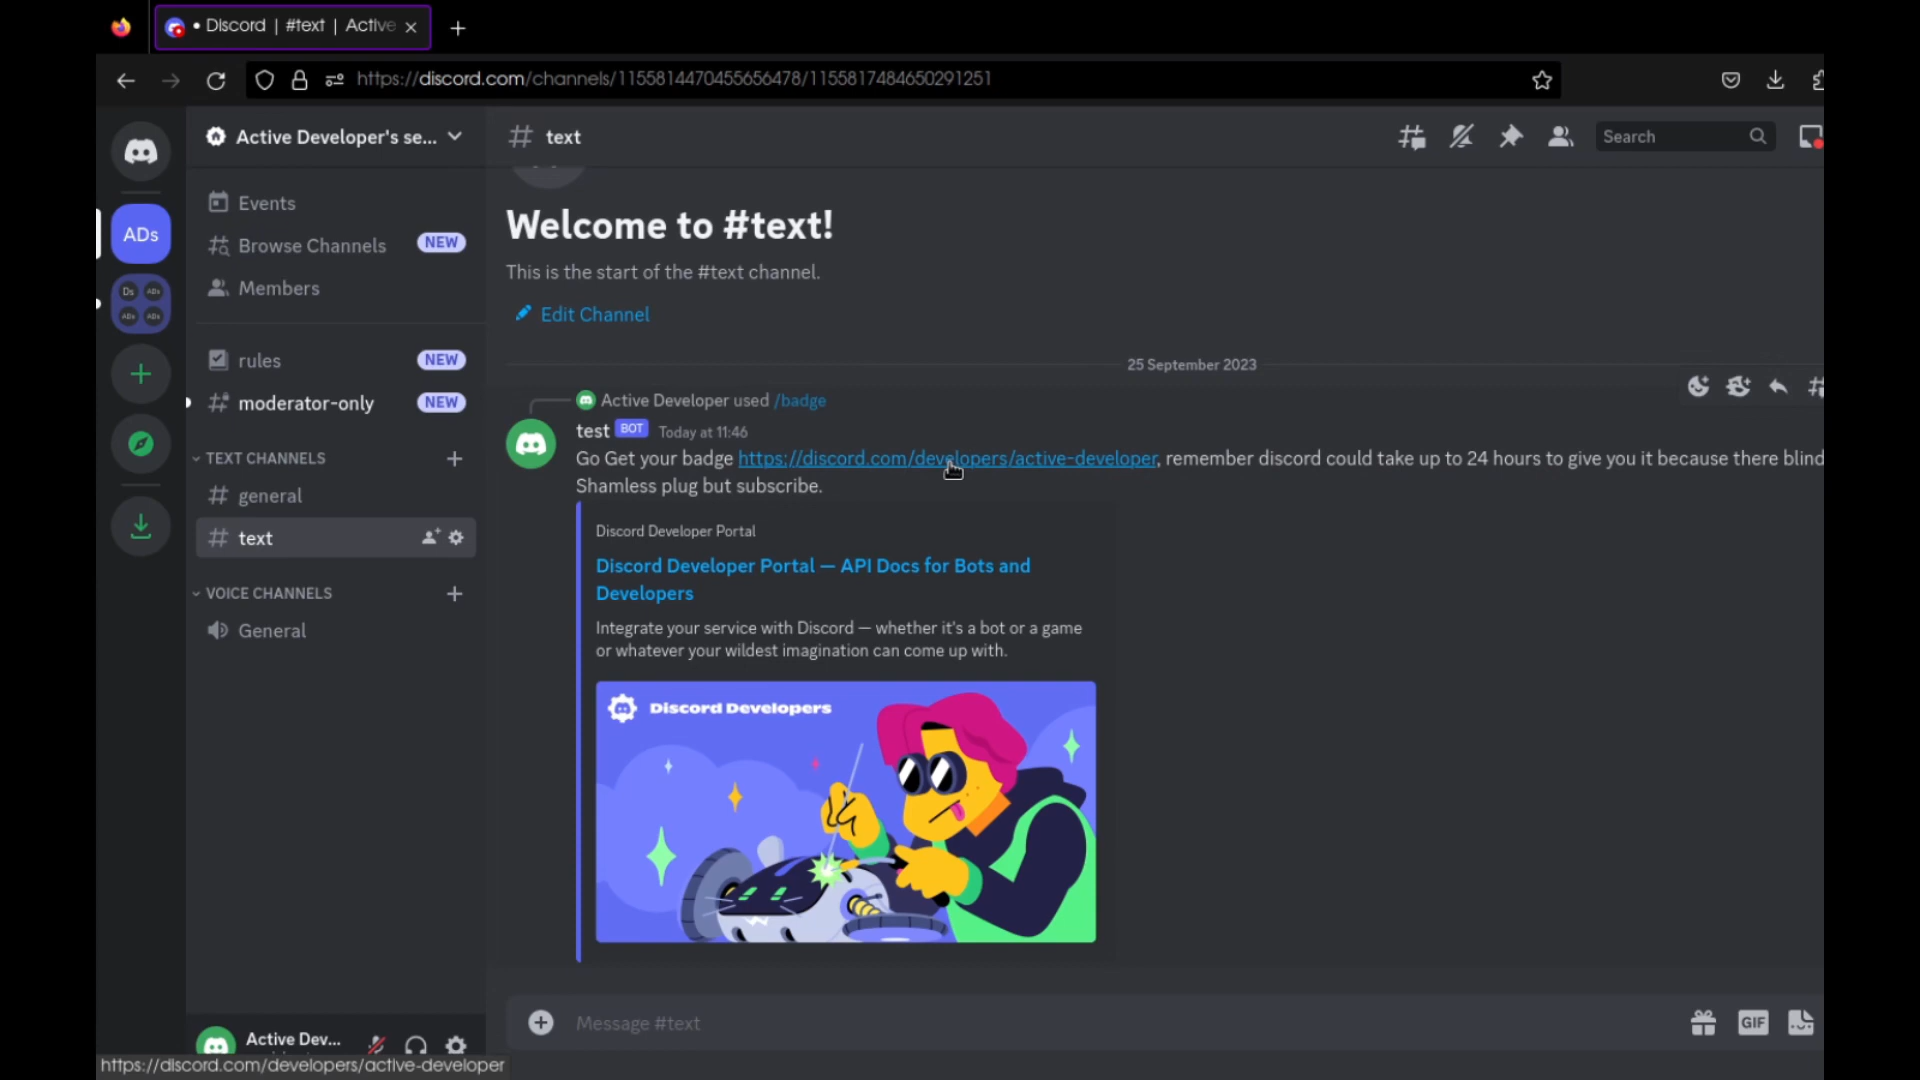 • Discord | #text | Active
https://discord.com/channels/1155814470455656478/1155817484650291251
Active Developer's se...
# text
Search
ADs
Events
Browse Channels NEW
Members
Ds ADs
ADs ADs
rules NEW
moderator-only NEW
TEXT CHANNELS
general
text
VOICE CHANNELS
General
Welcome to #text!
This is the start of the #text channel.
Edit Channel
25 September 2023
Active Developer used /badge
test BOT Today at 11:46
Go Get your badge https://discord.com/developers/active-developer, remember discord could take up to 24 hours to give you it because there blind
Shamless plug but subscribe.
Discord Developer Portal
Discord Developer Portal — API Docs for Bots and
Developers
Integrate your service with Discord — whether it's a bot or a game
or whatever your wildest imagination can come up with.
Discord Developers
Message #text
GIF
Active Dev...
https://discord.com/developers/active-developer